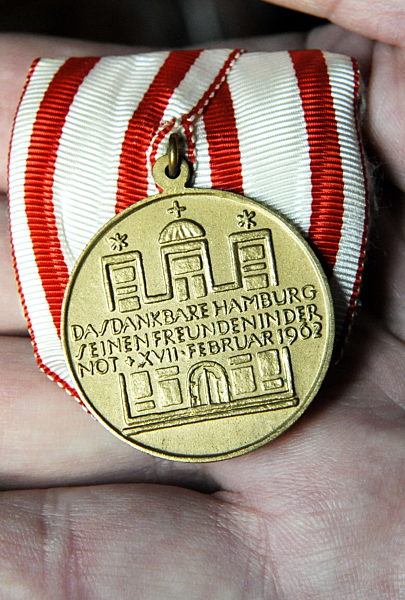 DAS DANKBARE HAMBURG
SEINEN FREUNDEN IN DER
NOT + XVII · FEBRUAR 1962